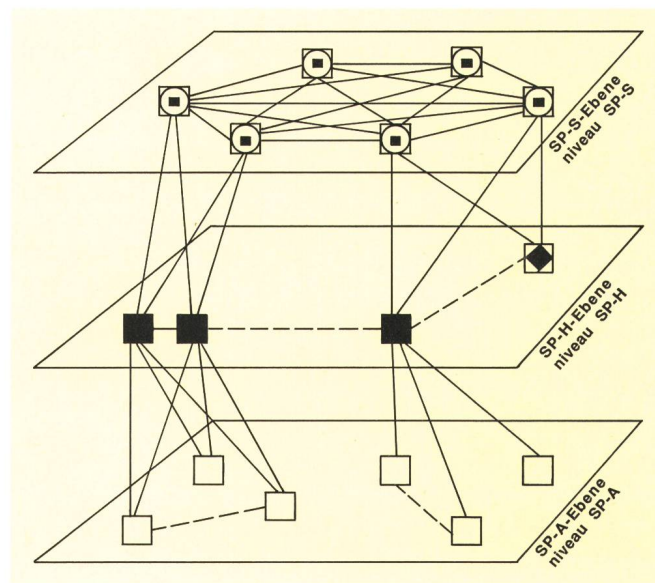 SP-S-Ebene
niveau SP-S
SP-H-Ebene
niveau SP-H
SP-A-Ebene
niveau SP-A